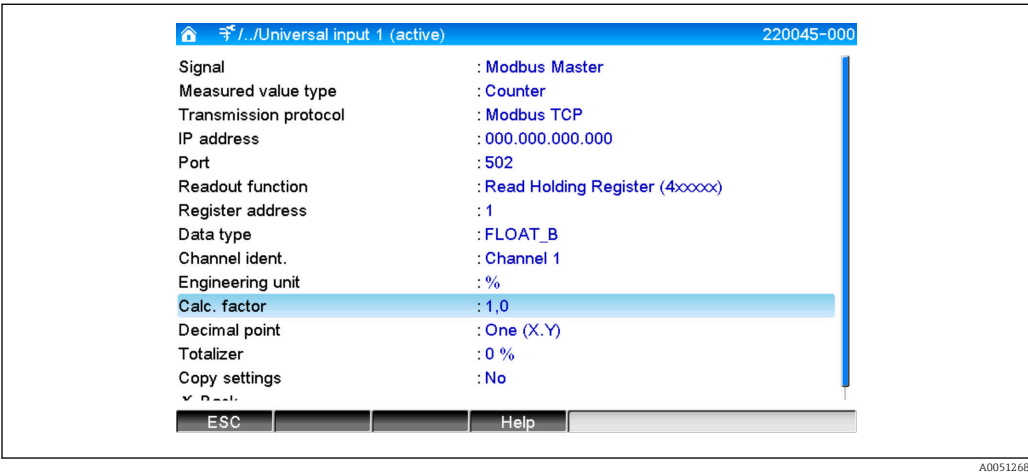 /../Universal input 1 (active) 220045-000
Signal : Modbus Master
Measured value type : Counter
Transmission protocol : Modbus TCP
IP address : 000.000.000.000
Port : 502
Readout function : Read Holding Register (4xxxxx)
Register address : 1
Data type : FLOAT_B
Channel ident. : Channel 1
Engineering unit : %
Calc. factor : 1,0
Decimal point : One (X.Y)
Totalizer : 0 %
Copy settings : No
X Back
ESC Help
A0051268